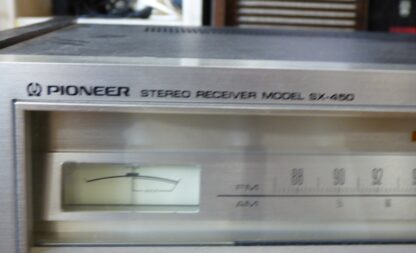 PIONEER STEREO RECEIVER MODEL SX-450
FM 88 90 92
AM